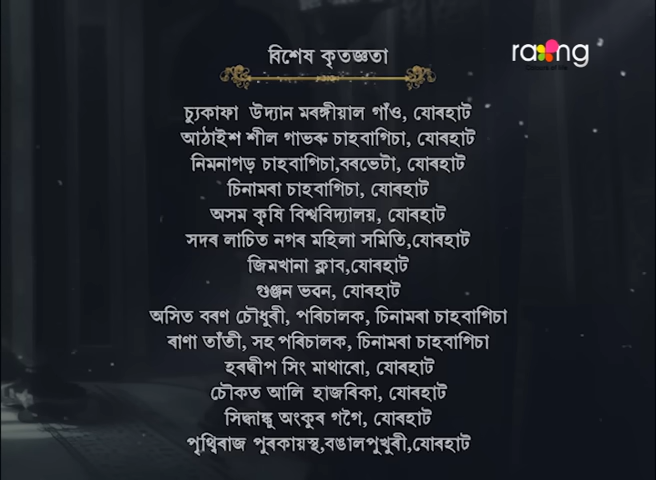 বিশেষ কৃতজ্ঞতা
rang
চ্যুকাফা উদ্যান মৰঙ্গীয়াল গাঁও, যোৰহাট
আঠাইশ শীল গাভৰু চাহবাগিচা, যোৰহাট
নিমনাগড় চাহবাগিচা,বৰভেটা, যোৰহাট
চিনামৰা চাহবাগিচা, যোৰহাট
অসম কৃষি বিশ্ববিদ্যালয়, যোৰহাট
সদৰ লাচিত নগৰ মহিলা সমিতি,যোৰহাট
জিমখানা ক্লাব,যোৰহাট
গুঞ্জন ভৱন, যোৰহাট
অসিত বৰণ চৌধুৰী, পৰিচালক, চিনামৰা চাহবাগিচা
ৰাণা তাঁতী, সহ পৰিচালক, চিনামৰা চাহবাগিচা
হৰদ্বীপ সিং মাথাৰো, যোৰহাট
চৌকত আলি হাজৰিকা, যোৰহাট
সিদ্ধাঙ্কু অংকুৰ গগৈ, যোৰহাট
পৃথ্বিৰাজ পুৰকায়স্থ,বঙালপুখুৰী,যোৰহাট